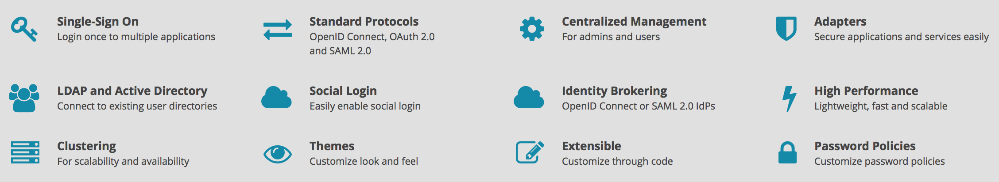 Single-Sign On
Login once to multiple applications
Standard Protocols
OpenID Connect, OAuth 2.0
and SAML 2.0
Centralized Management
For admins and users
Adapters
Secure applications and services easily
LDAP and Active Directory
Connect to existing user directories
Social Login
Easily enable social login
Identity Brokering
OpenID Connect or SAML 2.0 IdPs
High Performance
Lightweight, fast and scalable
Clustering
For scalability and availability
Themes
Customize look and feel
Extensible
Customize through code
Password Policies
Customize password policies